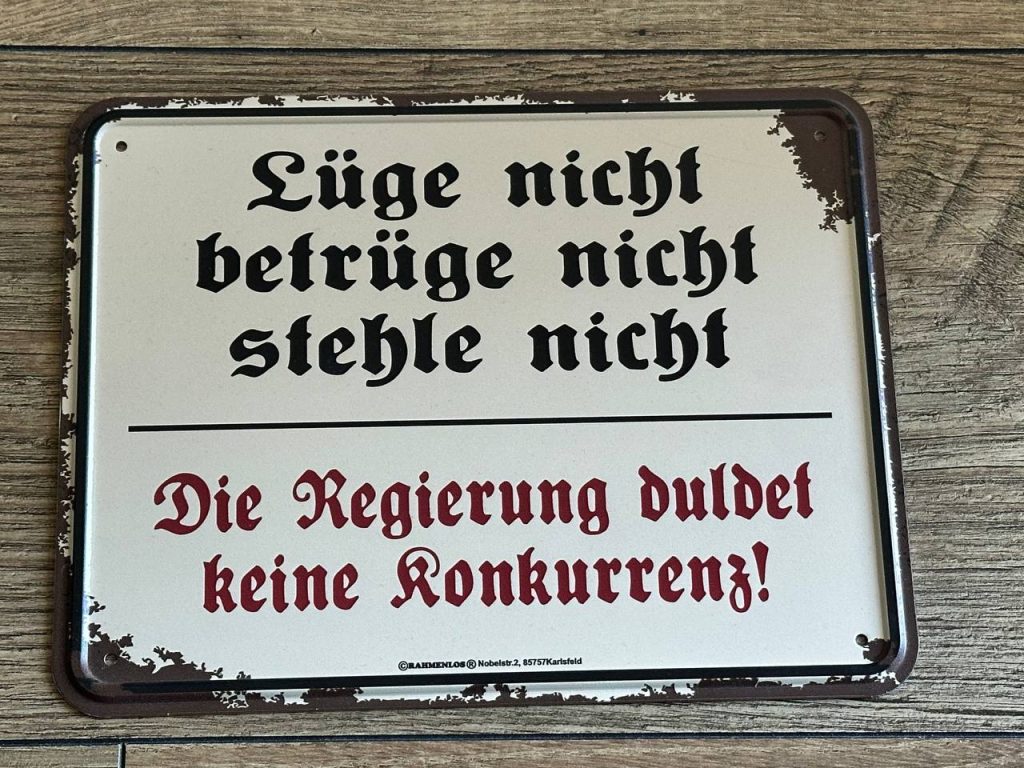 Lüge nicht
betrüge nicht
stehle nicht
Die Regierung duldet
keine Konkurrenz!
©RAHMENLOS® Nobelstr.2, 85757Karlsfeld